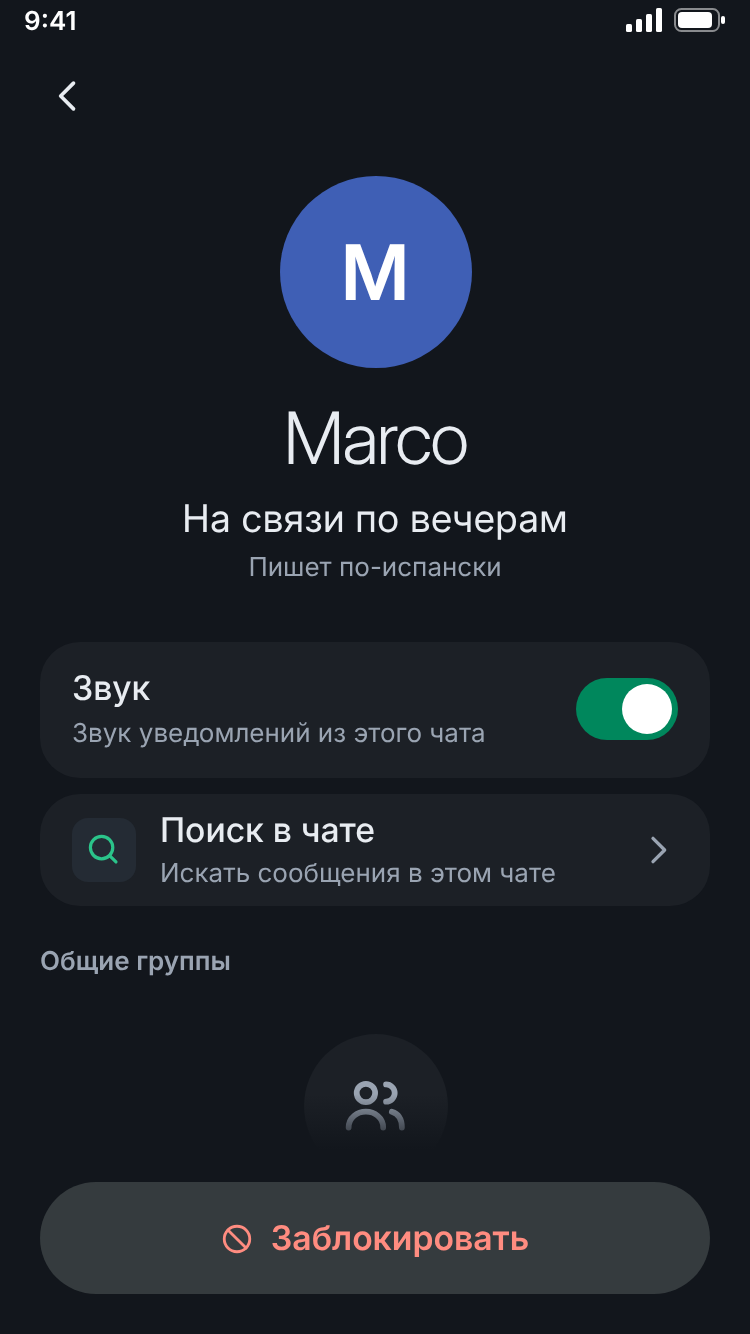 9:41
M
Marco
На связи по вечерам
Пишет по-испански
Звук
Звук уведомлений из этого чата
Поиск в чате
Искать сообщения в этом чате
Общие группы
Заблокировать